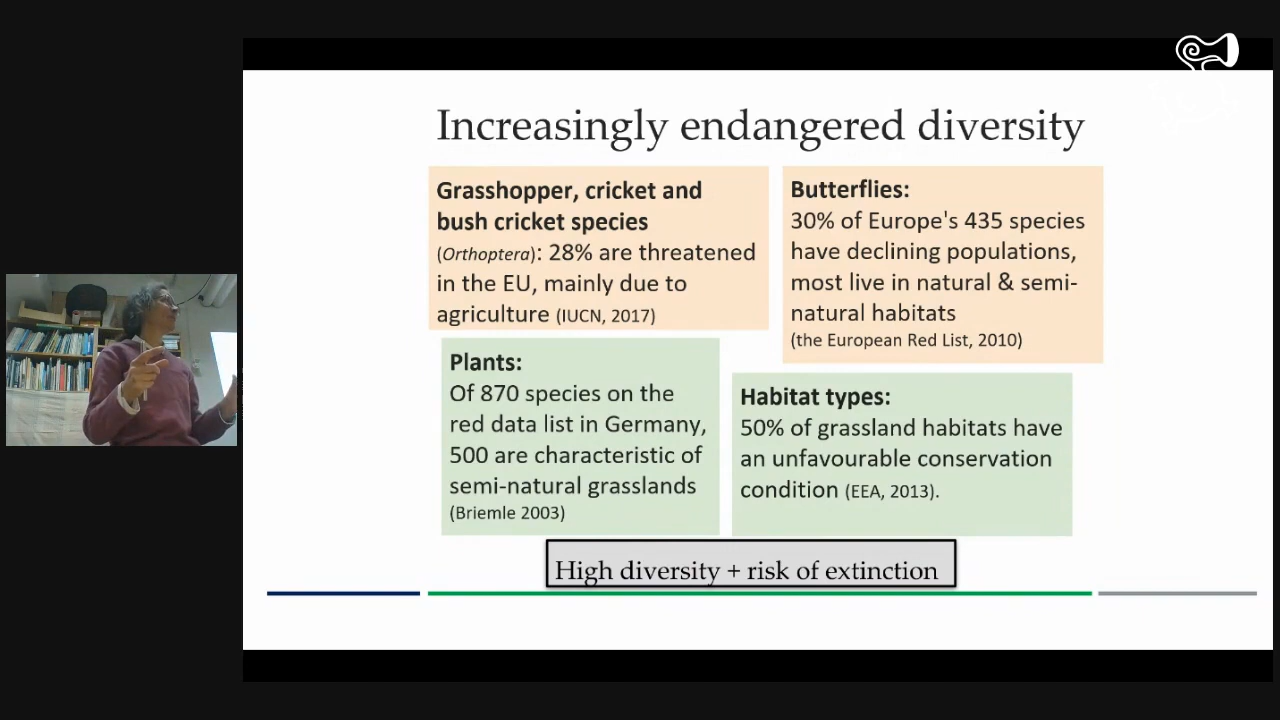 Increasingly endangered diversity
Grasshopper, cricket and
bush cricket species
(Orthoptera): 28% are threatened
in the EU, mainly due to
agriculture (IUCN, 2017)
Butterflies:
30% of Europe's 435 species
have declining populations,
most live in natural & semi-
natural habitats
(the European Red List, 2010)
Plants:
Of 870 species on the
red data list in Germany,
500 are characteristic of
semi-natural grasslands
(Briemle 2003)
Habitat types:
50% of grassland habitats have
an unfavourable conservation
condition (EEA, 2013).
High diversity + risk of extinction